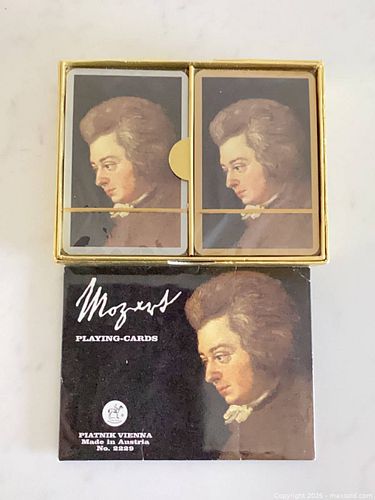 Mozart
PLAYING-CARDS
PIATNIK VIENNA
Made in Austria
No. 2229
Copyright 2026 - maxsold.com